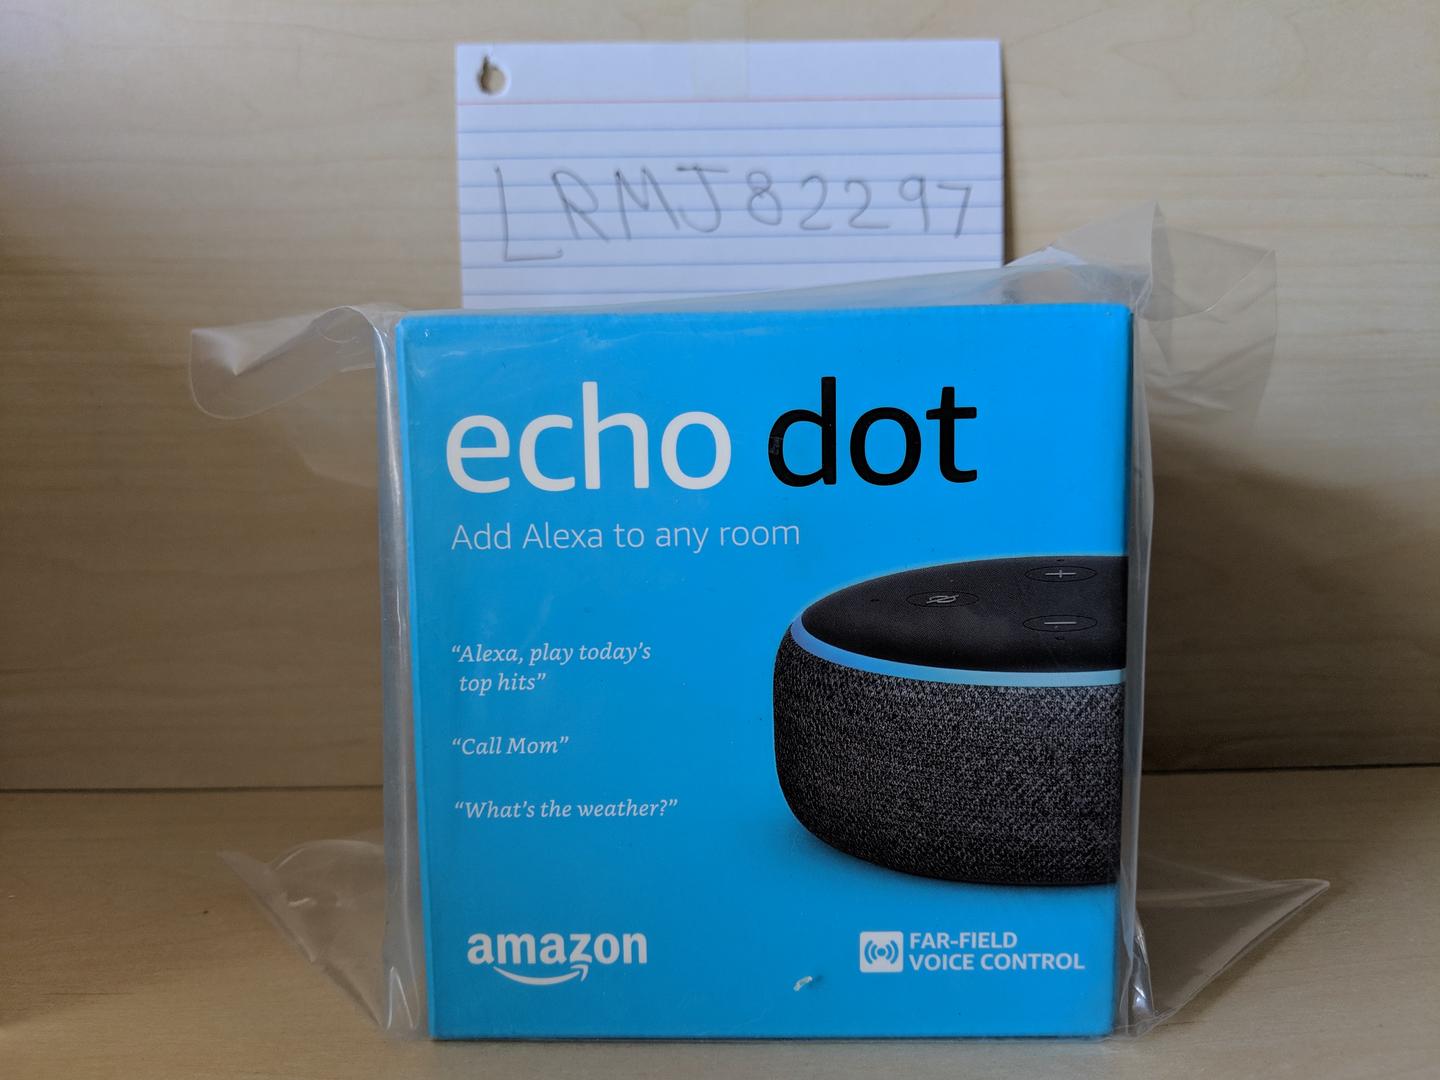 LRMJ82297
echo dot
Add Alexa to any room
“Alexa, play today’s
top hits”
“Call Mom”
“What’s the weather?”
amazon
FAR-FIELD
VOICE CONTROL